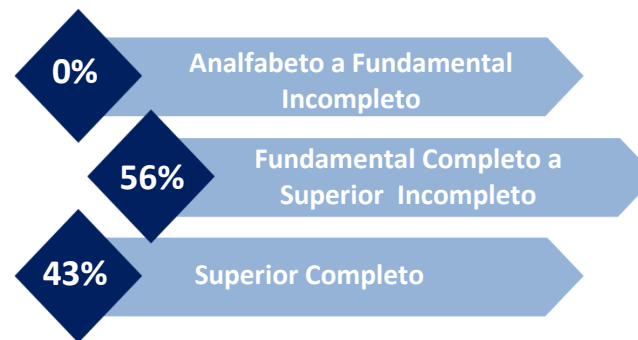 0%
Analfabeto a Fundamental
Incompleto
56%
Fundamental Completo a
Superior Incompleto
43%
Superior Completo